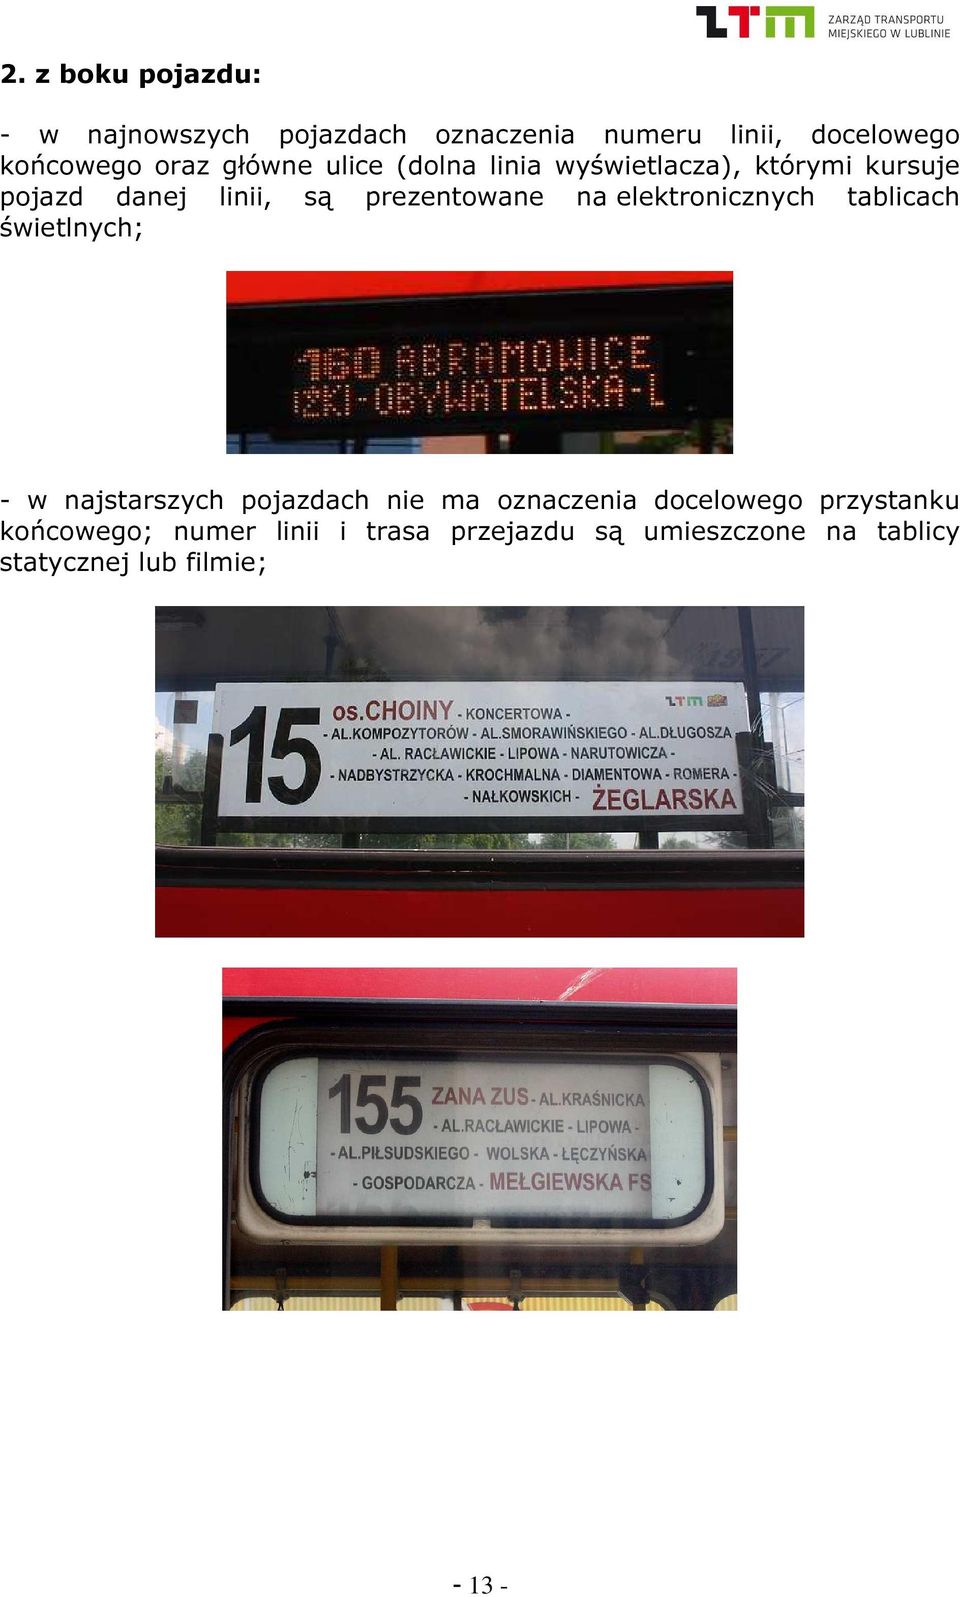 ZTM ZARZĄD TRANSPORTU
MIEJSKIEGO W LUBLINIE
2. z boku pojazdu:
- w najnowszych pojazdach oznaczenia numeru linii, docelowego
końcowego oraz główne ulice (dolna linia wyświetlacza), którymi kursuje
pojazd danej linii, są prezentowane na elektronicznych tablicach
świetlnych;
160 ABRAMOWICE
IZKI-OBYWATELSKA-L
- w najstarszych pojazdach nie ma oznaczenia docelowego przystanku
końcowego; numer linii i trasa przejazdu są umieszczone na tablicy
statycznej lub filmie;
15 os.CHOINY - KONCERTOWA -
- AL.KOMPOZYTORÓW - AL.SMORAWIŃSKIEGO - AL.DŁUGOSZA
- AL. RACŁAWICKIE - LIPOWA - NARUTOWICZA -
- NADBYSTRZYCKA - KROCHMALNA - DIAMENTOWA - ROMERA -
- NAŁKOWSKICH - ŻEGLARSKA
ZTM
155 ZANA ZUS - AL.KRAŚNICKA
- AL.RACŁAWICKIE - LIPOWA -
- AL.PIŁSUDSKIEGO - WOLSKA - ŁĘCZYŃSKA
- GOSPODARCZA - MEŁGIEWSKA FS
- 13 -